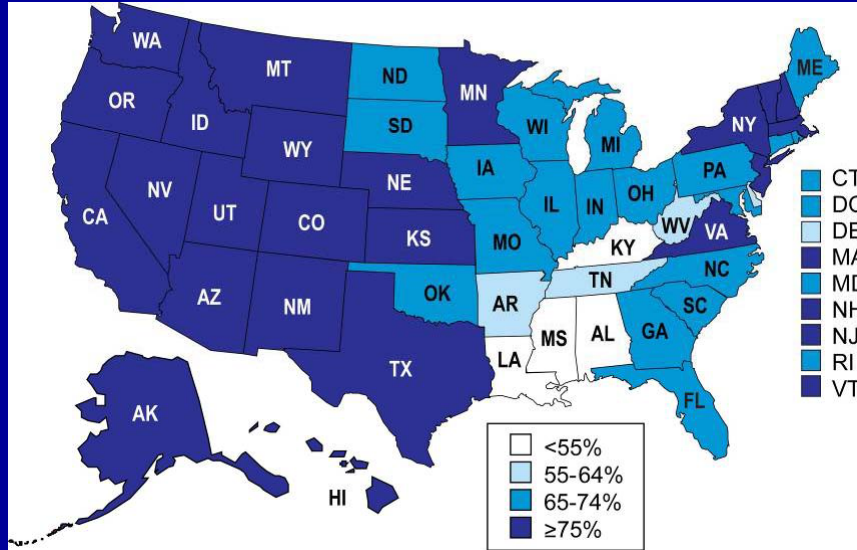 WA
MT
ND
ME
OR
MN
ID
SD
WI
NY
WY
MI
IA
PA
NE
NV
OH
IL
IN
UT
CA
CO
WV
VA
KS
MO
KY
NC
TN
OK
AZ
NM
AR
SC
MS
AL
GA
LA
TX
FL
AK
HI
CT
DC
DE
MA
MD
NH
NJ
RI
VT
<55%
55-64%
65-74%
≥75%